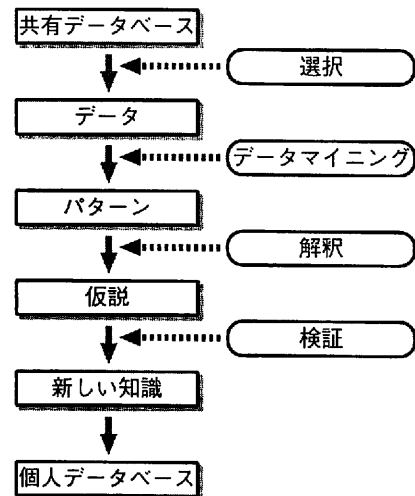 共有データベース
選択
データ
データマイニング
パターン
解釈
仮説
検証
新しい知識
個人データベース